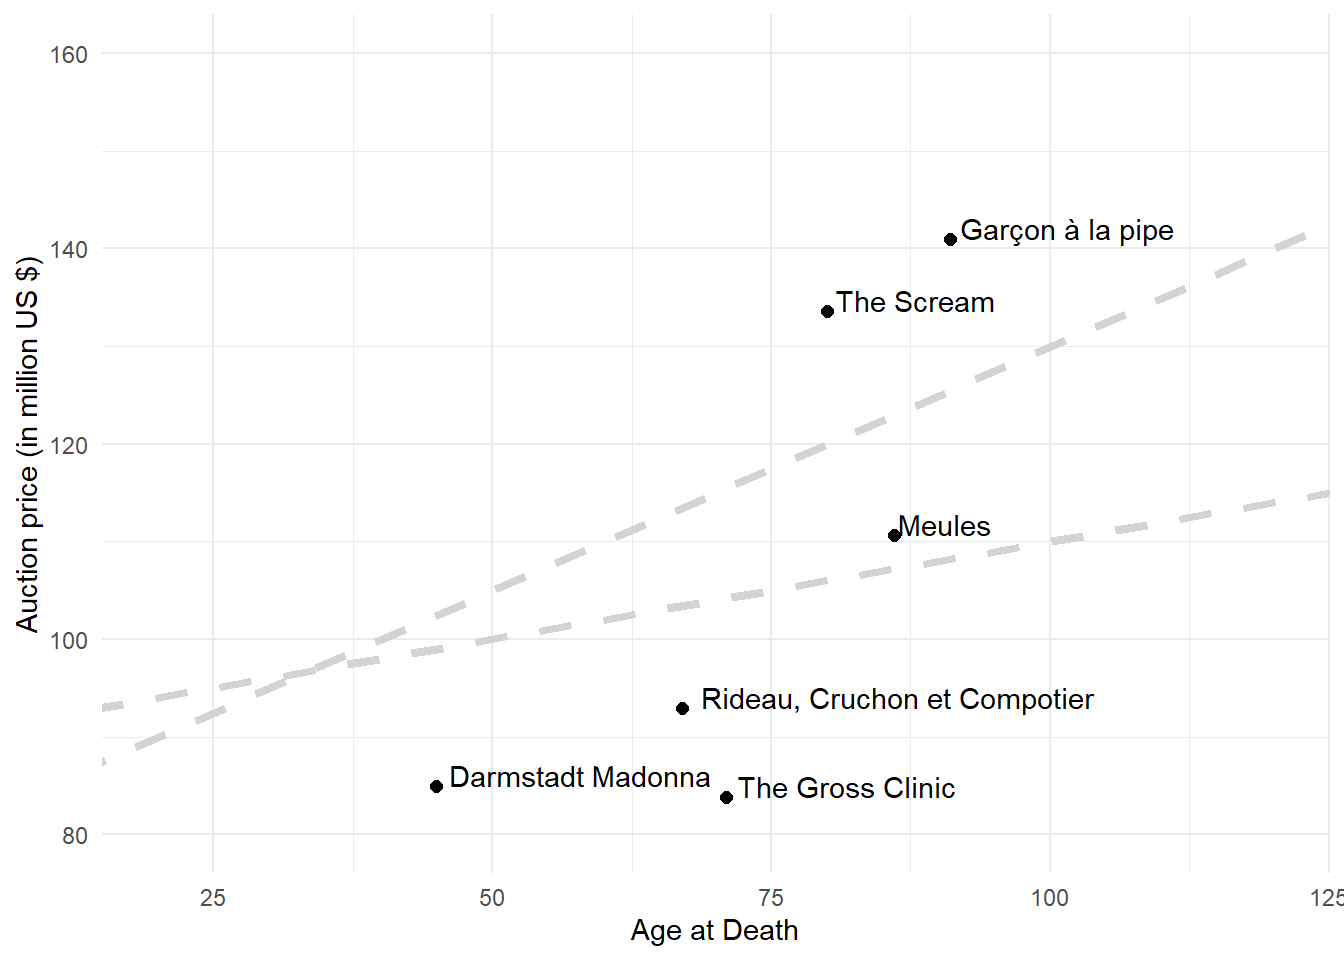 160
140
120
100
80
Auction price (in million US $)
Garçon à la pipe
The Scream
Meules
Rideau, Cruchon et Compotier
Darmstadt Madonna
The Gross Clinic
25
50
75
100
125
Age at Death